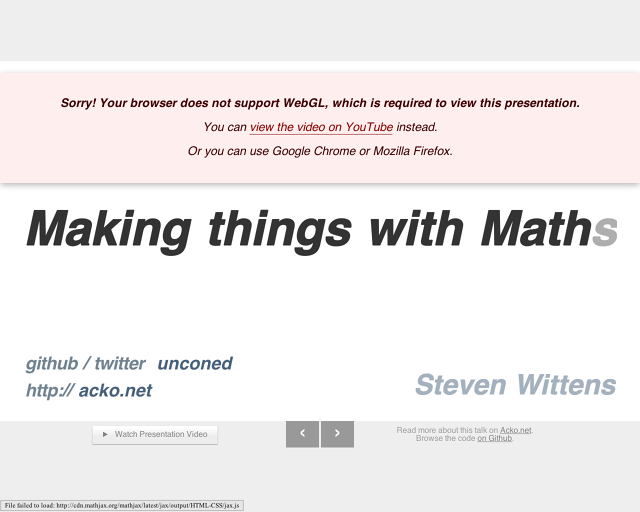 Sorry! Your browser does not support WebGL, which is required to view this presentation.
You can view the video on YouTube instead.
Or you can use Google Chrome or Mozilla Firefox.
Making things with Maths
github / twitter unconed
http:// acko.net
Steven Wittens
Watch Presentation Video
‹ ›
Read more about this talk on Acko.net.
Browse the code on Github.
File failed to load: http://cdn.mathjax.org/mathjax/latest/jax/output/HTML-CSS/jax.js